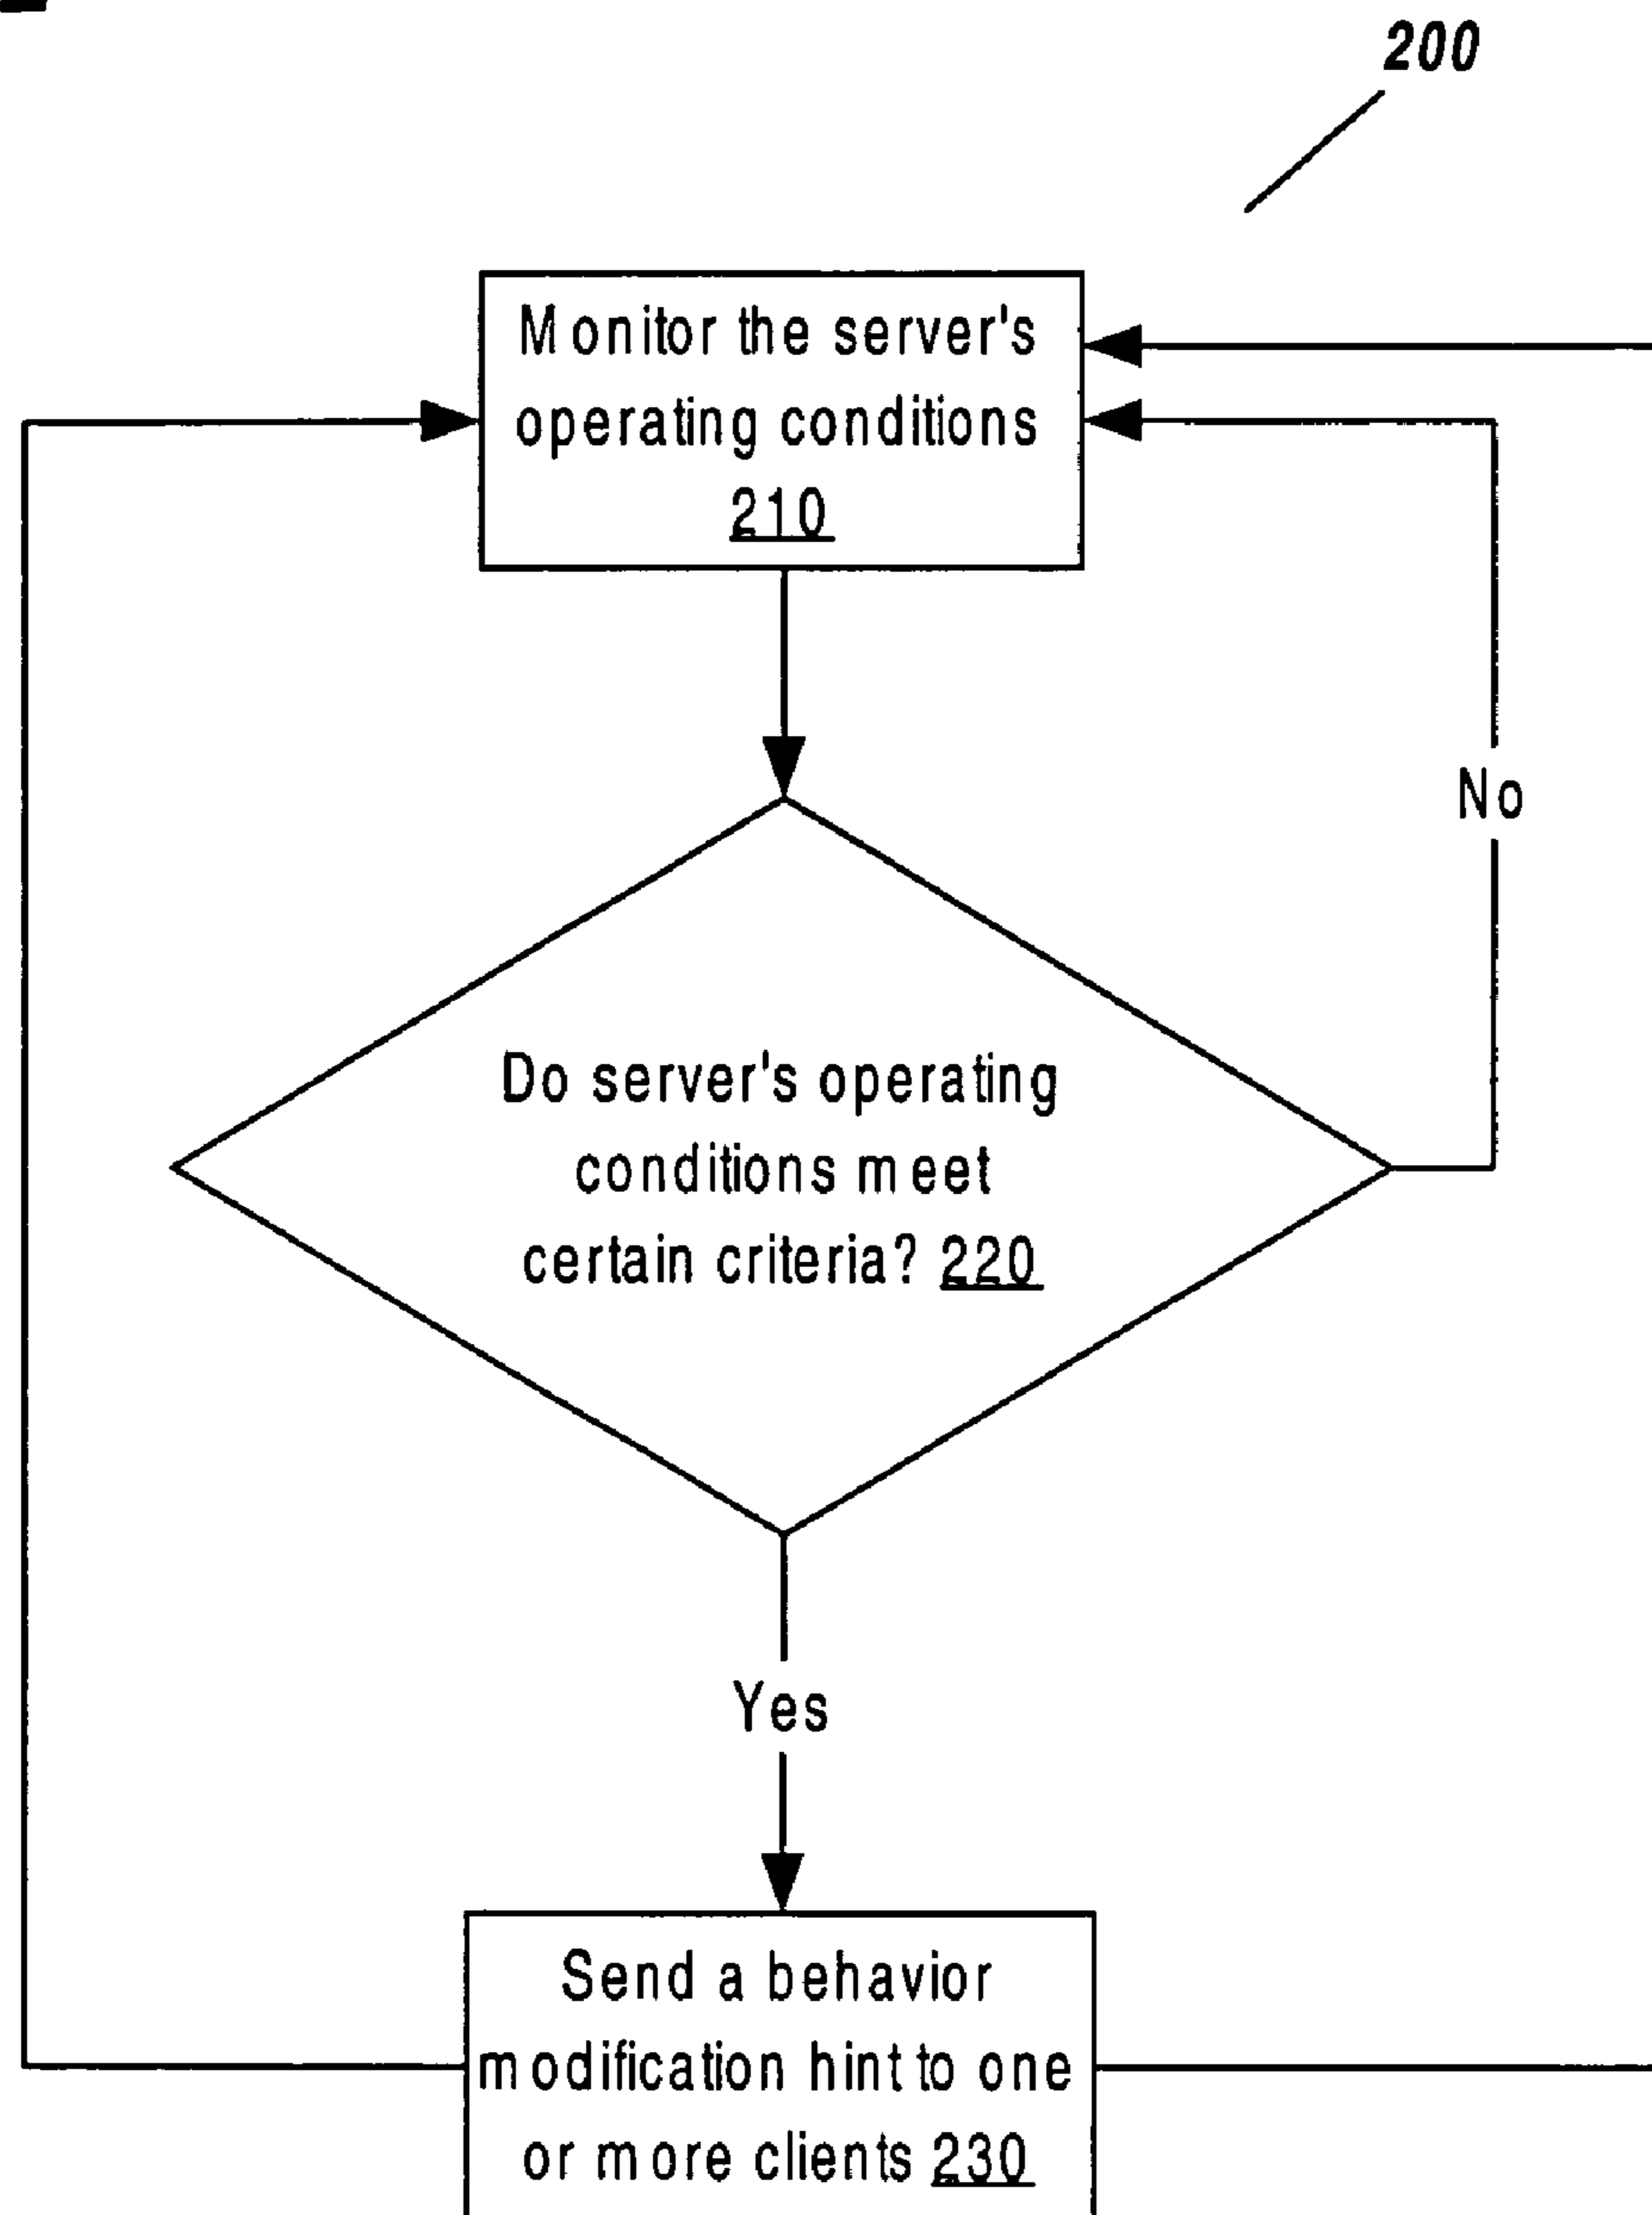 200
Monitor the server's
operating conditions
210
No
Do server's operating
conditions meet
certain criteria? 220
Yes
Send a behavior
modification hint to one
or more clients 230